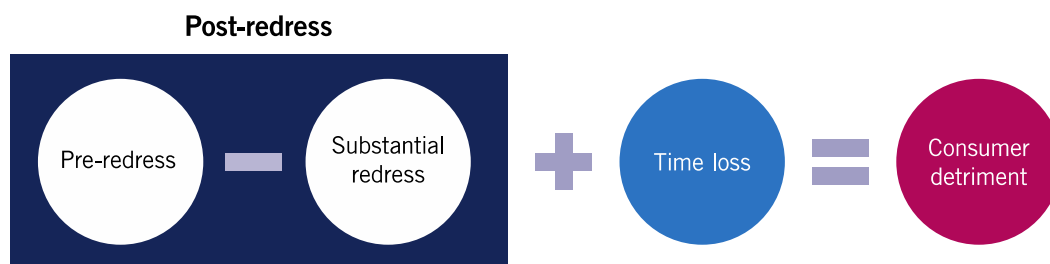 Post-redress
Pre-redress
Substantial
redress
Time loss
Consumer
detriment